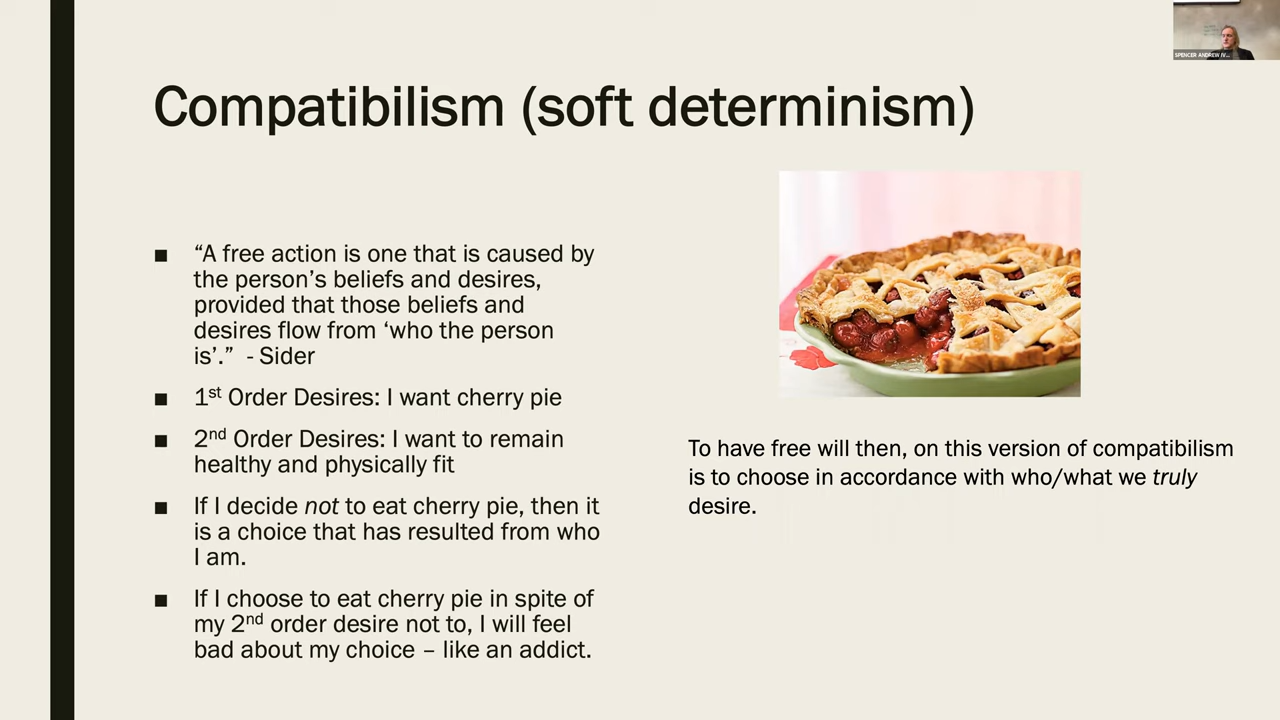 Compatibilism (soft determinism)
■ “A free action is one that is caused by
the person’s beliefs and desires,
provided that those beliefs and
desires flow from ‘who the person
is’.”  - Sider
■ 1st Order Desires: I want cherry pie
■ 2nd Order Desires: I want to remain
healthy and physically fit
■ If I decide not to eat cherry pie, then it
is a choice that has resulted from who
I am.
■ If I choose to eat cherry pie in spite of
my 2nd order desire not to, I will feel
bad about my choice – like an addict.
To have free will then, on this version of compatibilism
is to choose in accordance with who/what we truly
desire.
SPENCER ANDREW IV...